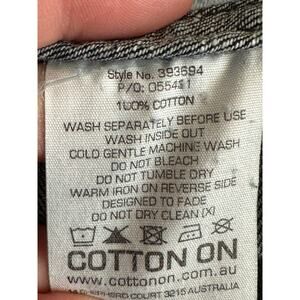 Style No. 393694
P/O: 055411
100% COTTON
WASH SEPARATELY BEFORE USE
WASH INSIDE OUT
COLD GENTLE MACHINE WASH
DO NOT BLEACH
DO NOT TUMBLE DRY
WARM IRON ON REVERSE SIDE
DESIGNED TO FADE
DO NOT DRY CLEAN (X)
COTTON ON
www.cottonon.com.au
COURT 3215 AUSTRALIA